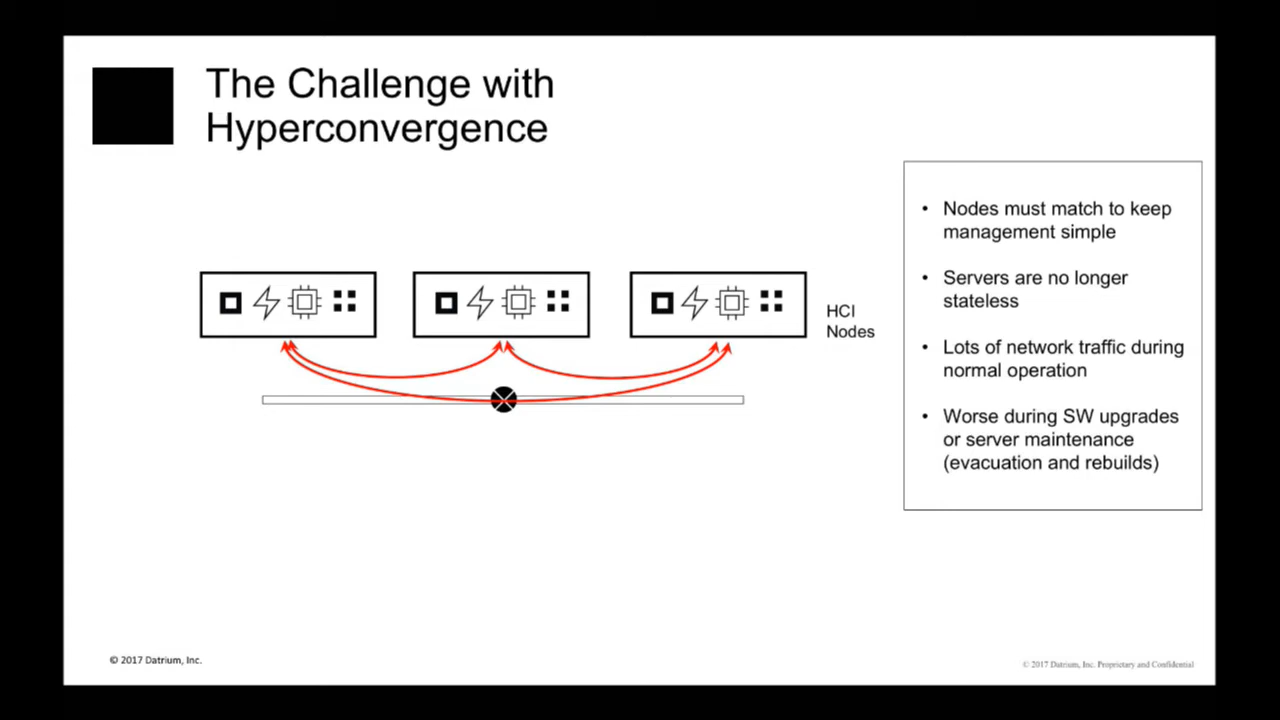 The Challenge with
Hyperconvergence
HCI
Nodes
• Nodes must match to keep
management simple
• Servers are no longer
stateless
• Lots of network traffic during
normal operation
• Worse during SW upgrades
or server maintenance
(evacuation and rebuilds)
© 2017 Datrium, Inc.
© 2017 Datrium, Inc. Proprietary and Confidential